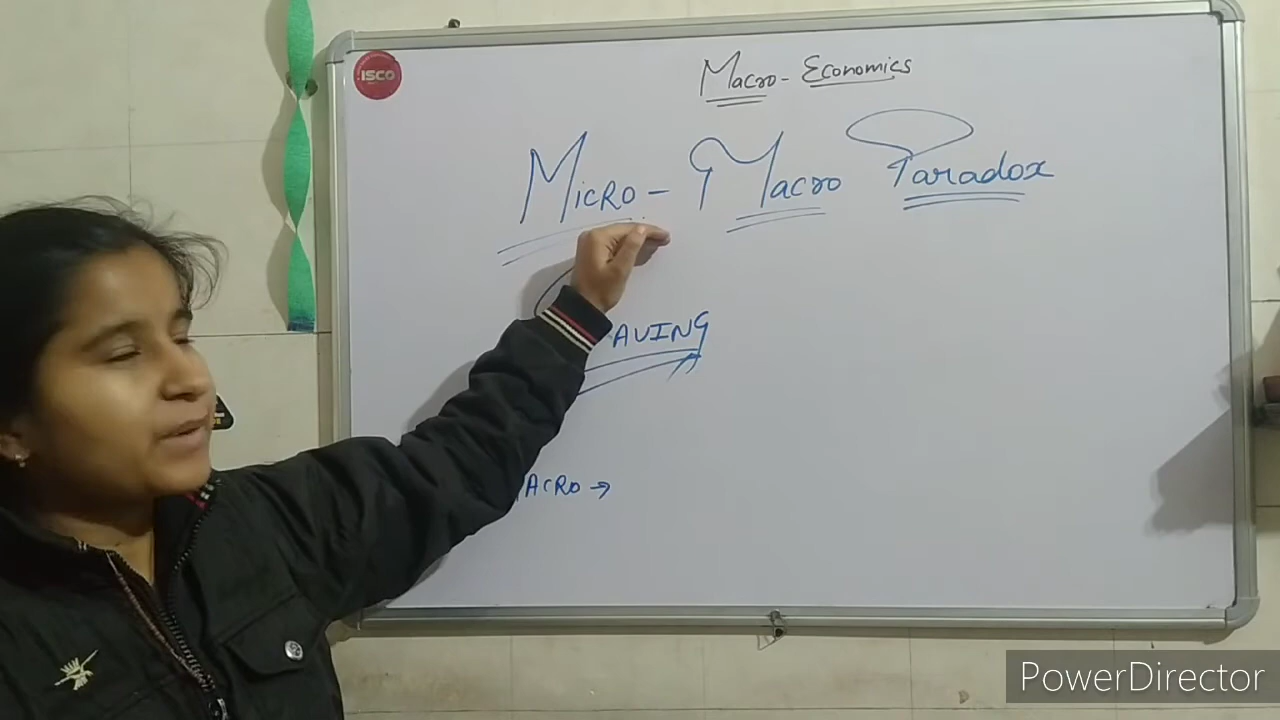 ISCO
Macro - Economics
Micro - Macro Paradox
AVING
ACRO →
PowerDirector